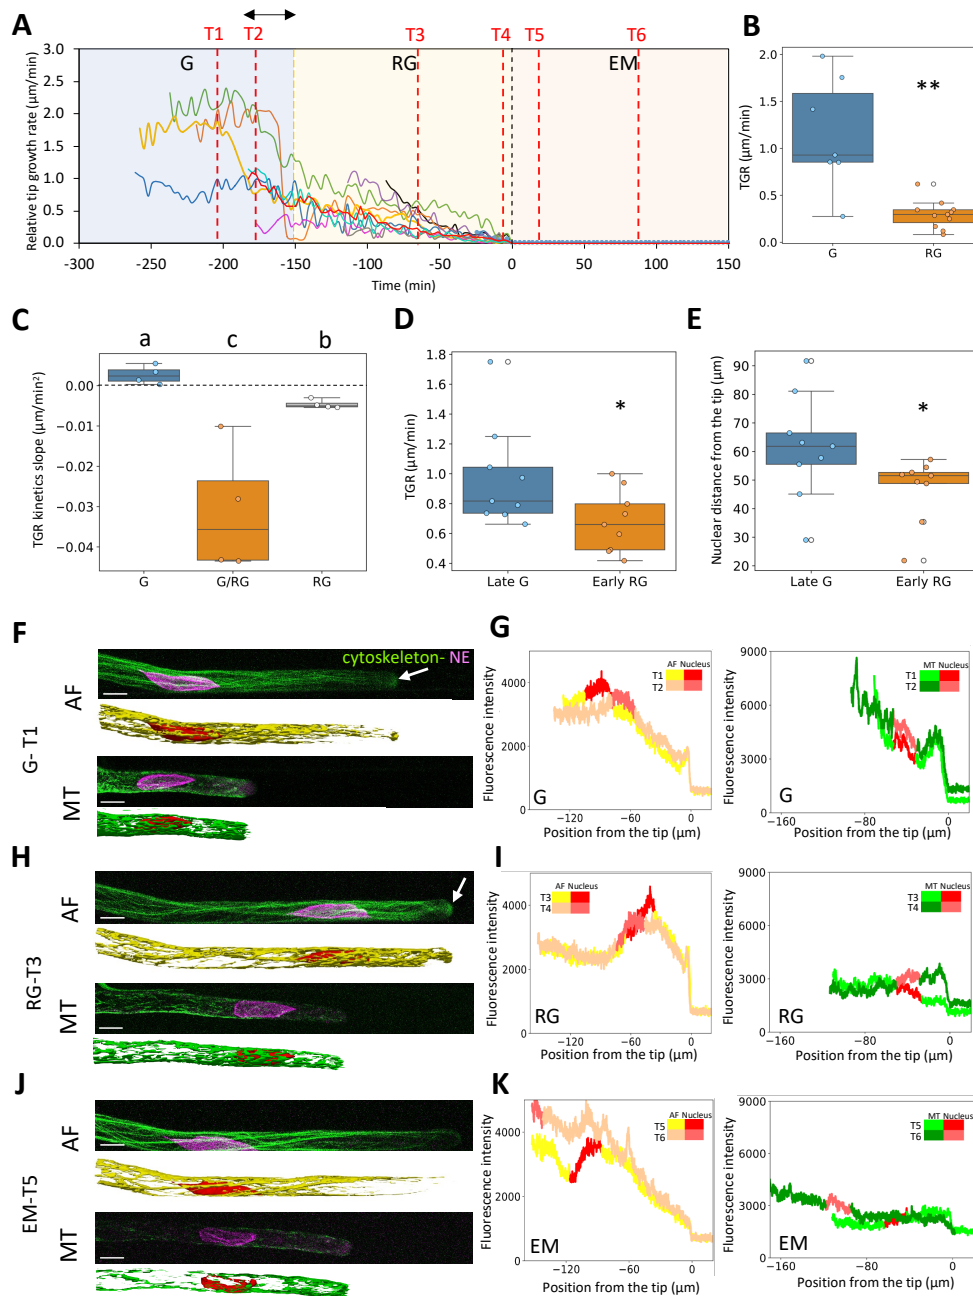 A
T1 T2 T3 T4 T5 T6
B
G RG EM
Relative tip growth rate (µm/min)
3.0
2.5
2.0
1.5
1.0
0.5
0.0
-300 -250 -200 -150 -100 -50 0 50 100 150
Time (min)
TGR (µm/min)
2.0
1.5
1.0
0.5
0.0
**
G RG
C
a c b
TGR kinetics slope (µm/min²)
0.00
−0.01
−0.02
−0.03
−0.04
G G/RG RG
D
TGR (µm/min)
1.8
1.6
1.4
1.2
1.0
0.8
0.6
0.4
*
Late G Early RG
E
Nuclear distance from the tip (µm)
90
80
70
60
50
40
30
20
*
Late G Early RG
F
G- T1
AF
cytoskeleton- NE
MT
G
Fluorescence intensity
4000
2000
0
AF Nucleus
T1
T2
G
−120 −60 0
Position from the tip (µm)
Fluorescence intensity
9000
6000
3000
0
MT Nucleus
T1
T2
G
−160 −80 0
Position from the tip (µm)
H
RG-T3
AF
MT
I
Fluorescence intensity
4000
2000
0
AF Nucleus
T3
T4
RG
−120 −60 0
Position from the tip (µm)
Fluorescence intensity
9000
6000
3000
0
MT Nucleus
T3
T4
RG
−160 −80 0
Position from the tip (µm)
J
EM-T5
AF
MT
K
Fluorescence intensity
4000
2000
0
AF Nucleus
T5
T6
EM
−120 −60 0
Position from the tip (µm)
Fluorescence intensity
9000
6000
3000
0
MT Nucleus
T5
T6
EM
−160 −80 0
Position from the tip (µm)